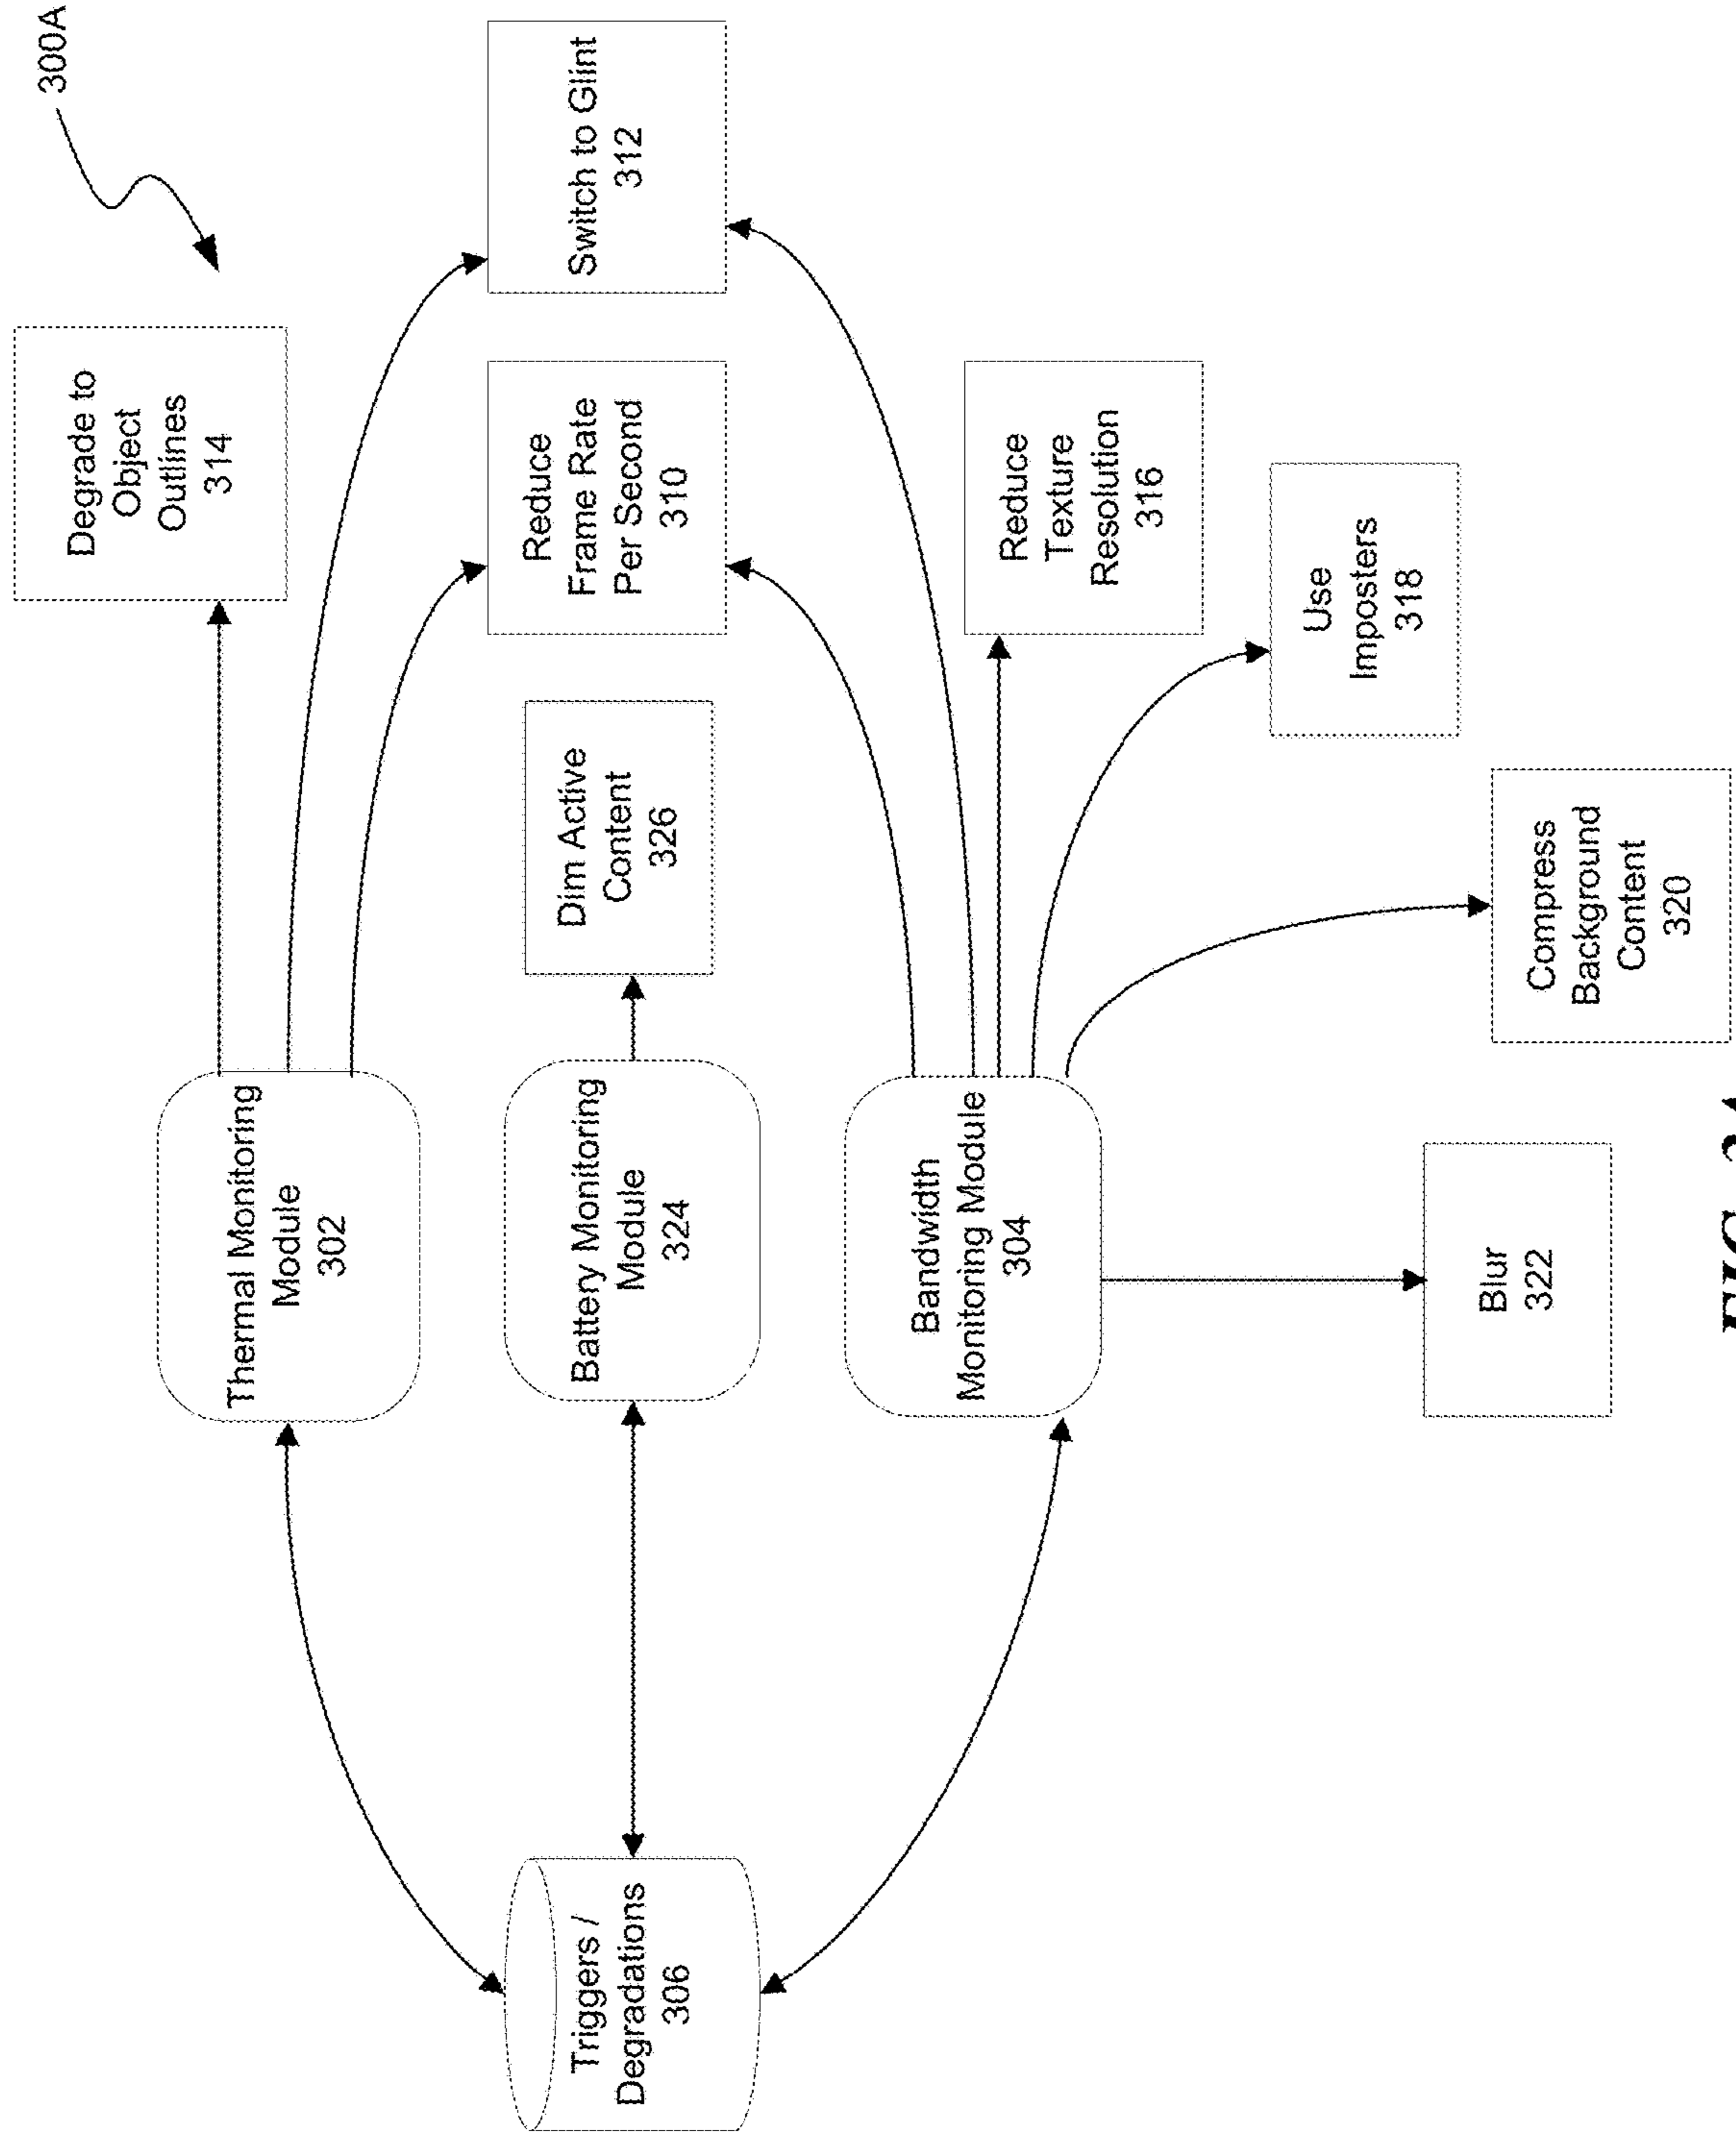 300A
Degrade to
Object
Outlines
314
Thermal Monitoring
Module
302
Triggers /
Degradations
306
Battery Monitoring
Module
324
Dim Active
Content
326
Reduce
Frame Rate
Per Second
310
Switch to Glint
312
Bandwidth
Monitoring Module
304
Reduce
Texture
Resolution
316
Use
Imposters
318
Blur
322
Compress
Background
Content
320
FIG. 3A